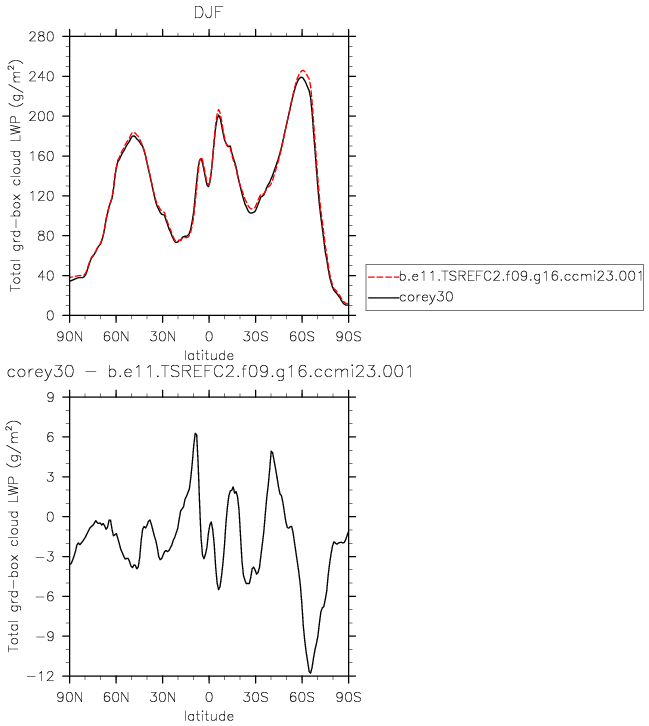 DJF
Total grd-box cloud LWP (g/m²)
280
240
200
160
120
80
40
0
90N 60N 30N 0 30S 60S 90S
latitude
b.e11.TSREFC2.f09.g16.ccmi23.001
corey30
corey30 - b.e11.TSREFC2.f09.g16.ccmi23.001
Total grd-box cloud LWP (g/m²)
9
6
3
0
-3
-6
-9
-12
90N 60N 30N 0 30S 60S 90S
latitude